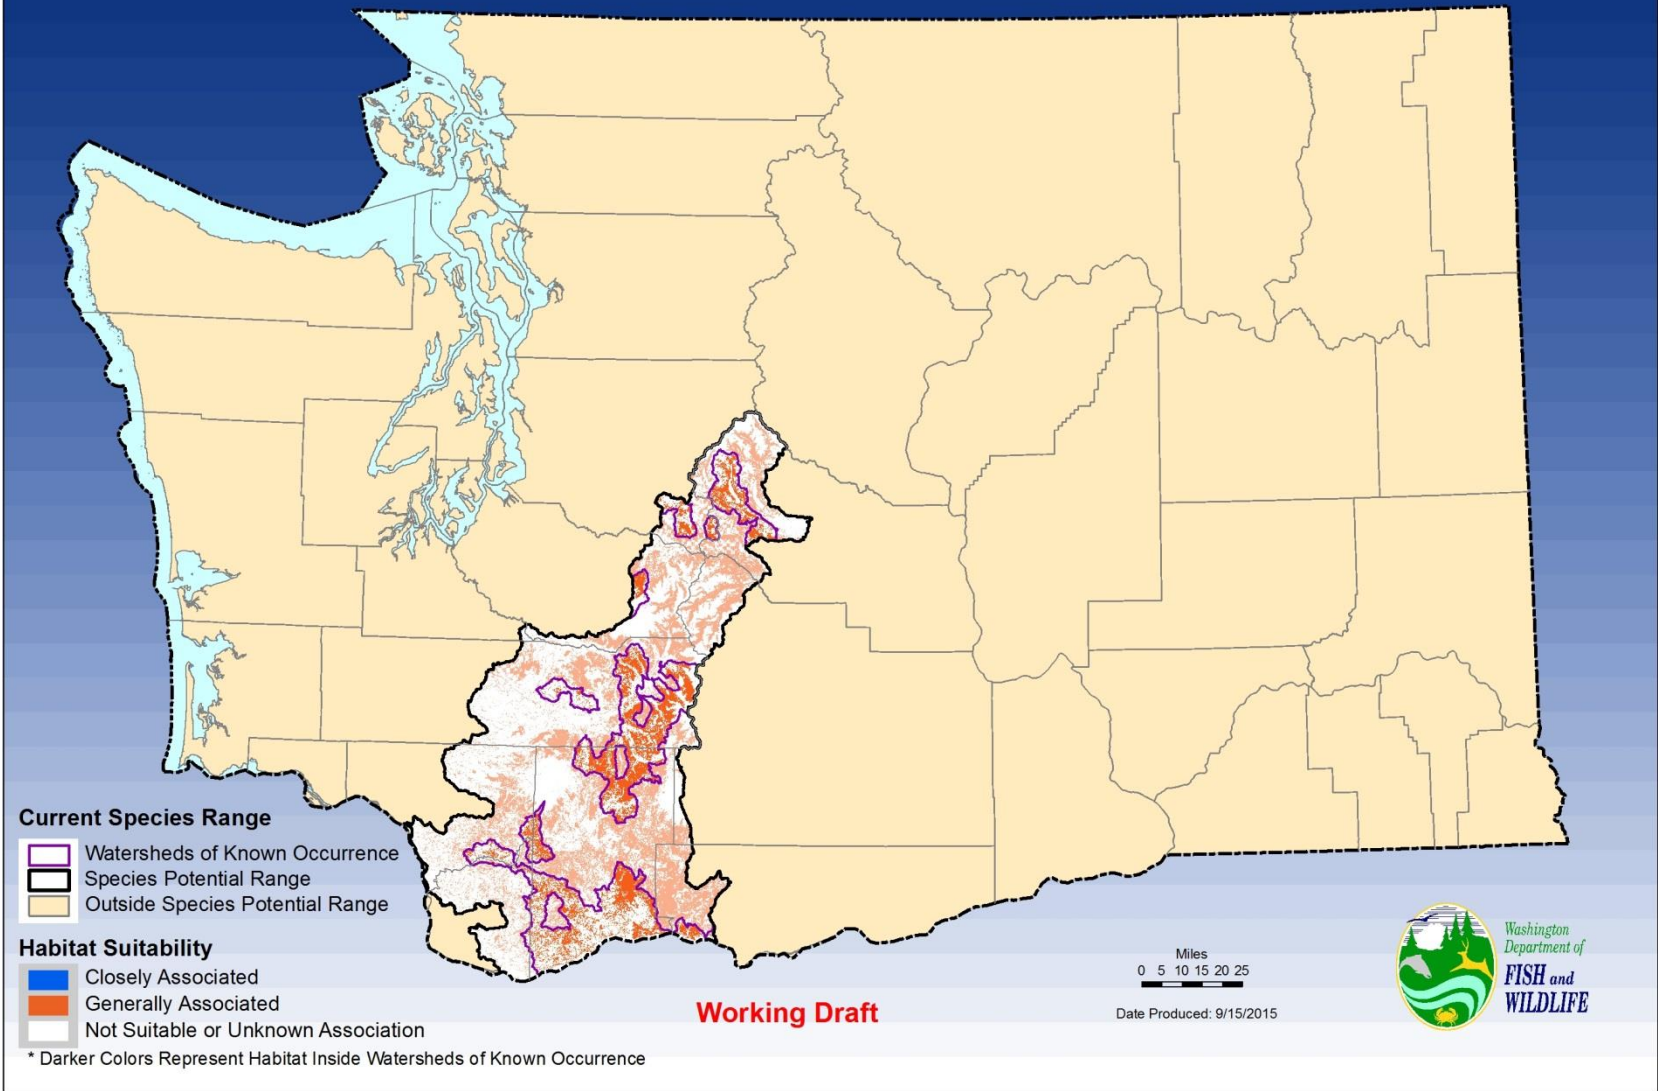 Current Species Range
Watersheds of Known Occurrence
Species Potential Range
Outside Species Potential Range
Habitat Suitability
Closely Associated
Generally Associated
Not Suitable or Unknown Association
* Darker Colors Represent Habitat Inside Watersheds of Known Occurrence
Working Draft
Miles
0 5 10 15 20 25
Date Produced: 9/15/2015
Washington
Department of
FISH and
WILDLIFE